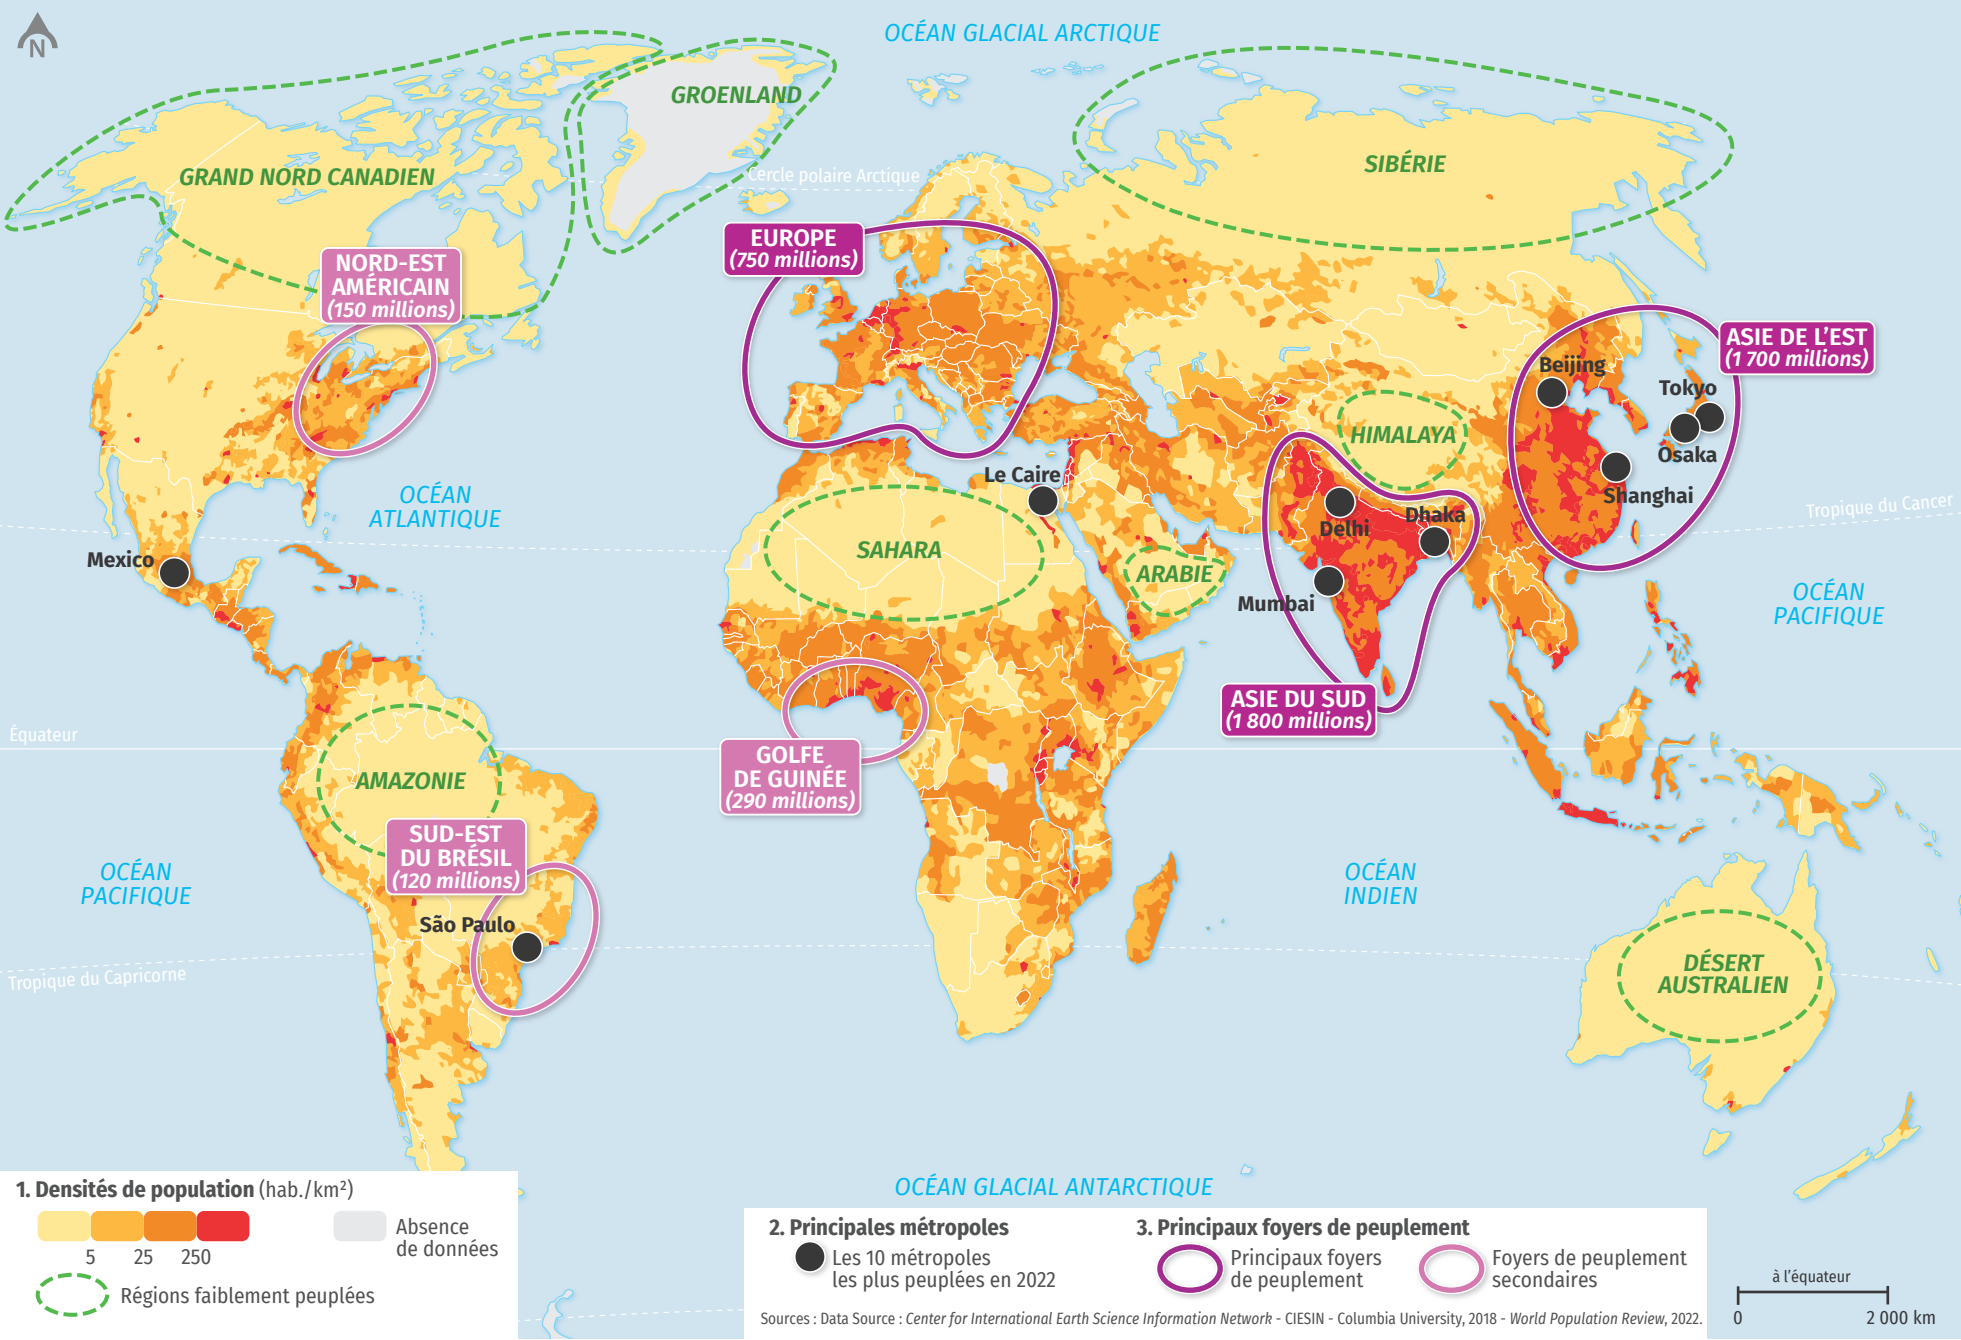 N
OCÉAN GLACIAL ARCTIQUE
GROENLAND
GRAND NORD CANADIEN
SIBÉRIE
Cercle polaire Arctique
NORD-EST
AMÉRICAIN
(150 millions)
EUROPE
(750 millions)
ASIE DE L'EST
(1 700 millions)
Beijing
Tokyo
Osaka
Shanghai
HIMALAYA
Le Caire
OCÉAN
ATLANTIQUE
Tropique du Cancer
Delhi
Dhaka
Mumbai
Mexico
SAHARA
ARABIE
OCÉAN
PACIFIQUE
ASIE DU SUD
(1 800 millions)
Équateur
GOLFE
DE GUINÉE
(290 millions)
AMAZONIE
SUD-EST
DU BRÉSIL
(120 millions)
São Paulo
OCÉAN
PACIFIQUE
OCÉAN
INDIEN
Tropique du Capricorne
DÉSERT
AUSTRALIEN
OCÉAN GLACIAL ANTARCTIQUE
1. Densités de population (hab./km²)
5 25 250
Absence
de données
Régions faiblement peuplées
2. Principales métropoles
Les 10 métropoles
les plus peuplées en 2022
3. Principaux foyers de peuplement
Principaux foyers
de peuplement
Foyers de peuplement
secondaires
Sources : Data Source : Center for International Earth Science Information Network - CIESIN - Columbia University, 2018 - World Population Review, 2022.
à l'équateur
0 2 000 km